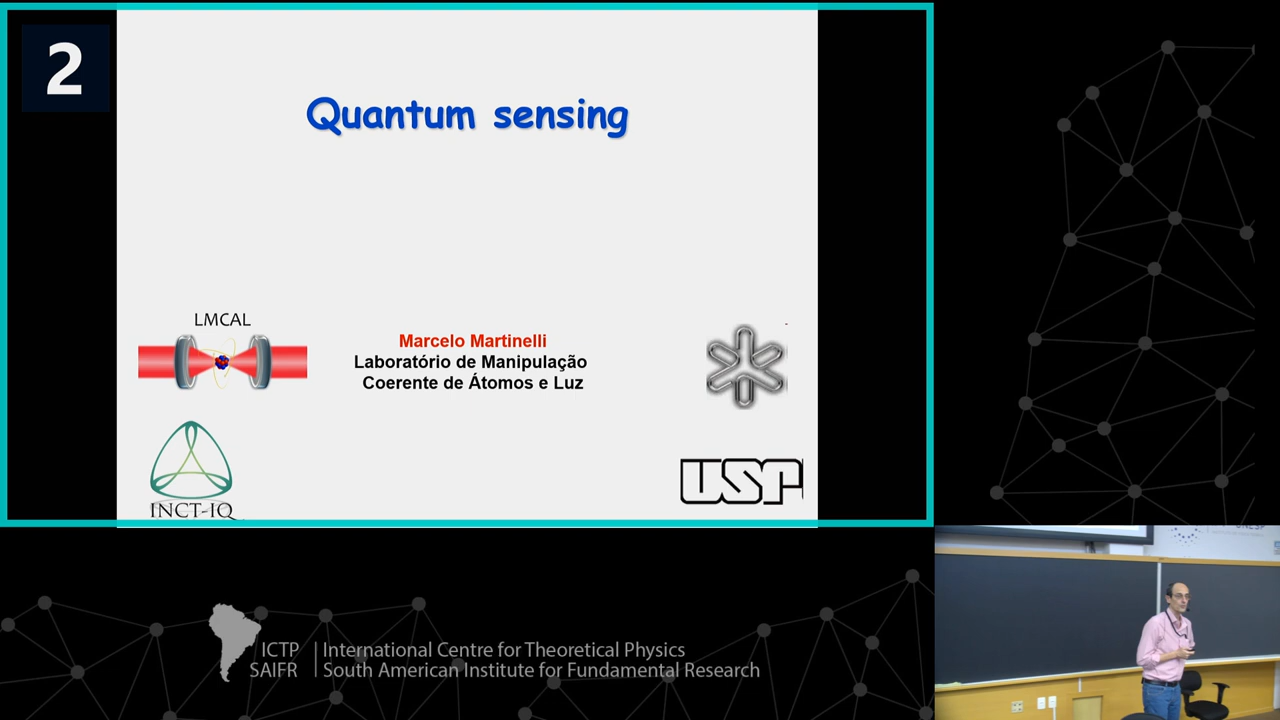 2
Quantum sensing
LMCAL
Marcelo Martinelli
Laboratório de Manipulação
Coerente de Átomos e Luz
INCT-IQ
USP
ICTP
SAIFR
International Centre for Theoretical Physics
South American Institute for Fundamental Research